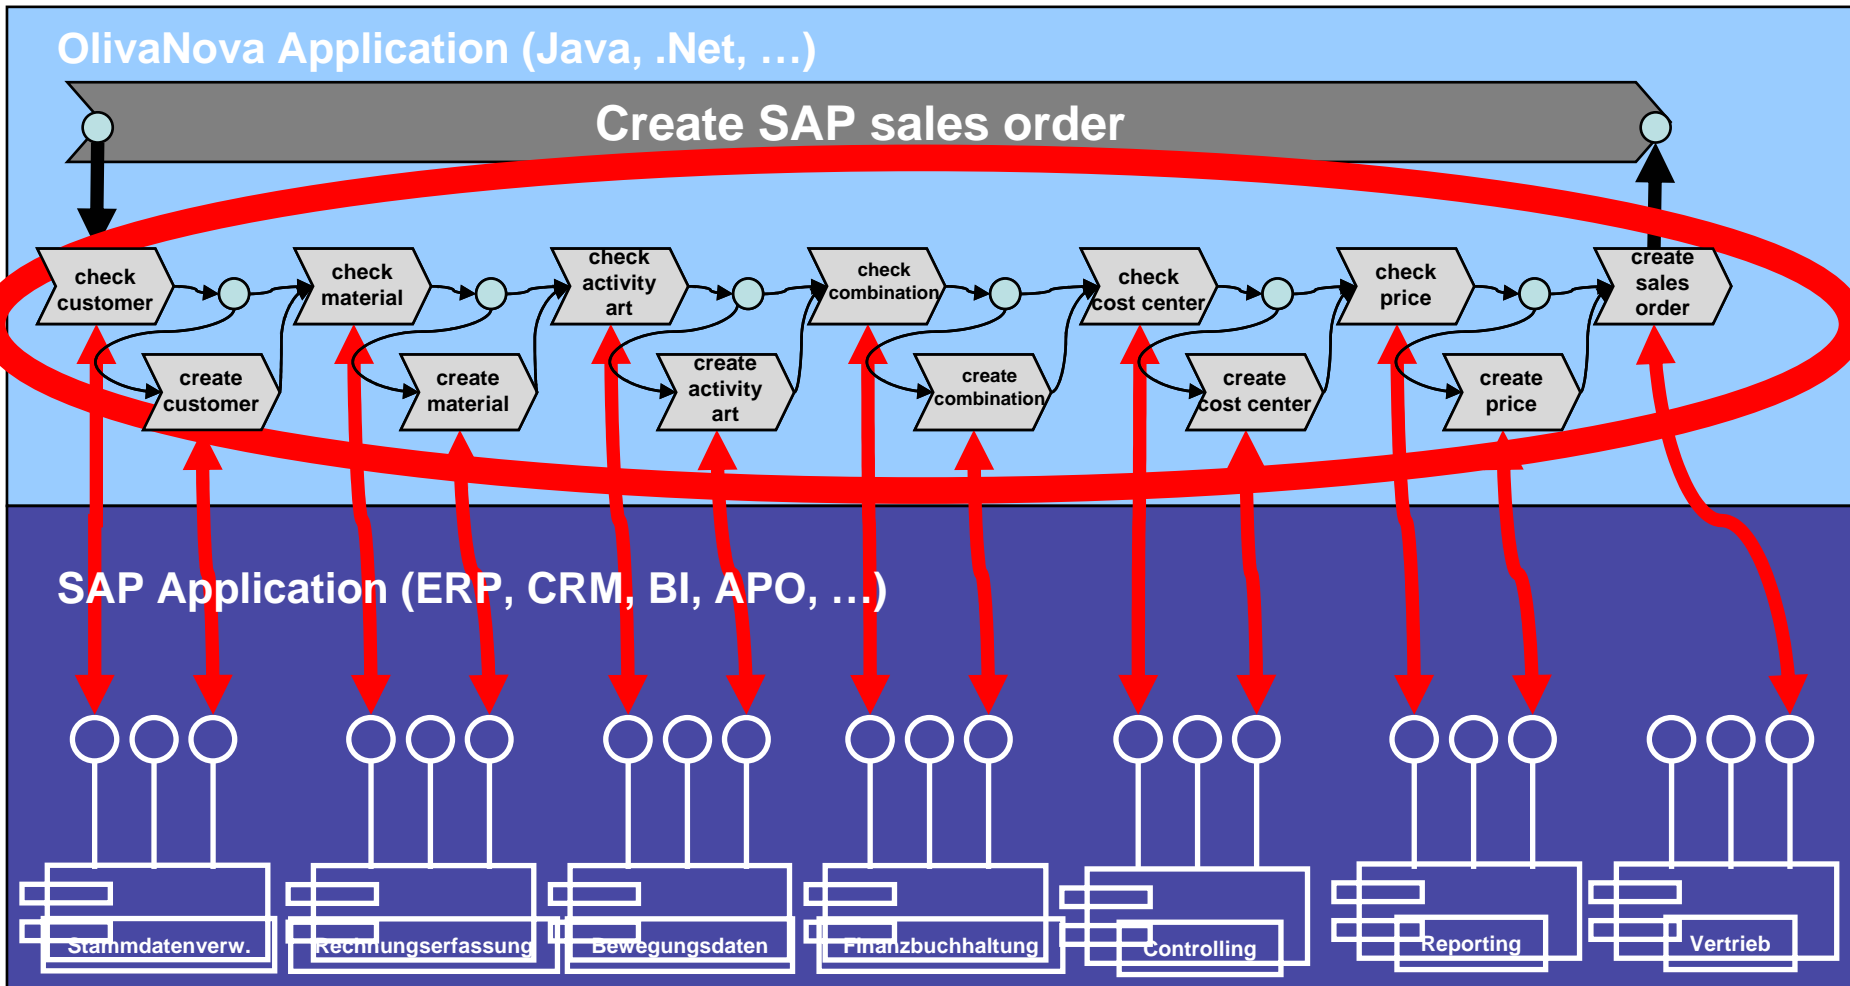 OlivaNova Application (Java, .Net, …)
Create SAP sales order
check
customer
check
material
check
activity
art
check
combination
check
cost center
check
price
create
sales
order
create
customer
create
material
create
activity
art
create
combination
create
cost center
create
price
SAP Application (ERP, CRM, BI, APO, …)
Stammdatenverw.
Rechnungserfassung
Bewegungsdaten
Finanzbuchhaltung
Controlling
Reporting
Vertrieb